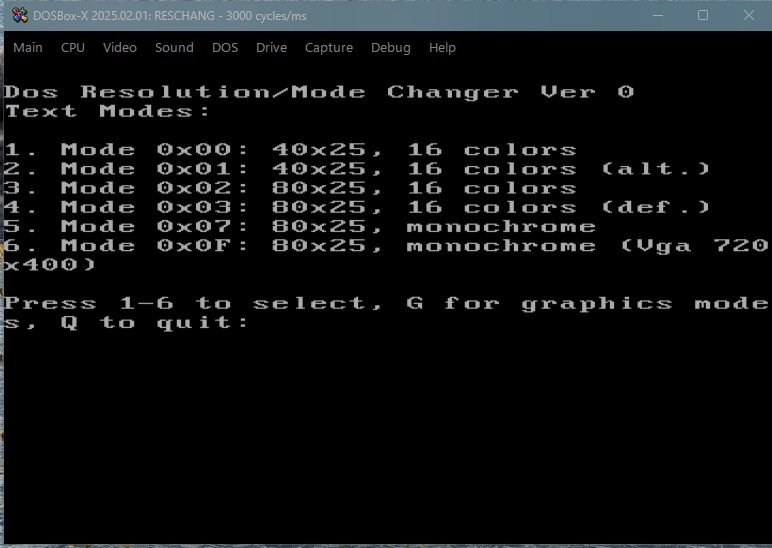 DOSBox-X 2025.02.01: RESCHANG - 3000 cycles/ms
Main CPU Video Sound DOS Drive Capture Debug Help
Dos Resolution/Mode Changer Ver 0
Text Modes:
1. Mode 0x00: 40x25, 16 colors
2. Mode 0x01: 40x25, 16 colors (alt.)
3. Mode 0x02: 80x25, 16 colors
4. Mode 0x03: 80x25, 16 colors (def.)
5. Mode 0x07: 80x25, monochrome
6. Mode 0x0F: 80x25, monochrome (Vga 720
x400)
Press 1-6 to select, G for graphics mode
s, Q to quit: